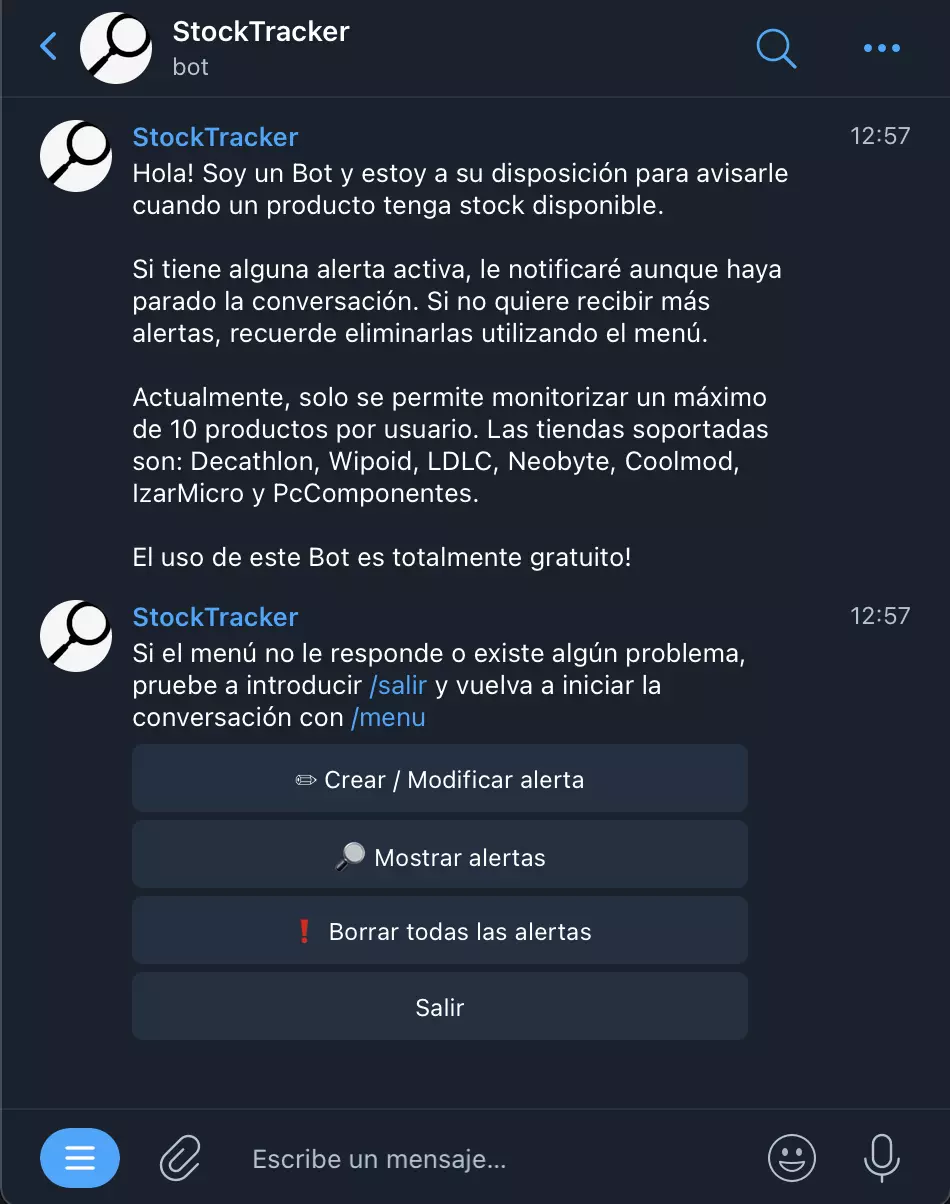 StockTracker
bot
StockTracker
12:57
Hola! Soy un Bot y estoy a su disposición para avisarle
cuando un producto tenga stock disponible.
Si tiene alguna alerta activa, le notificaré aunque haya
parado la conversación. Si no quiere recibir más
alertas, recuerde eliminarlas utilizando el menú.
Actualmente, solo se permite monitorizar un máximo
de 10 productos por usuario. Las tiendas soportadas
son: Decathlon, Wipoid, LDLC, Neobyte, Coolmod,
IzarMicro y PcComponentes.
El uso de este Bot es totalmente gratuito!
StockTracker
12:57
Si el menú no le responde o existe algún problema,
pruebe a introducir /salir y vuelva a iniciar la
conversación con /menu
✏ Crear / Modificar alerta
🔎 Mostrar alertas
❗ Borrar todas las alertas
Salir
Escribe un mensaje...